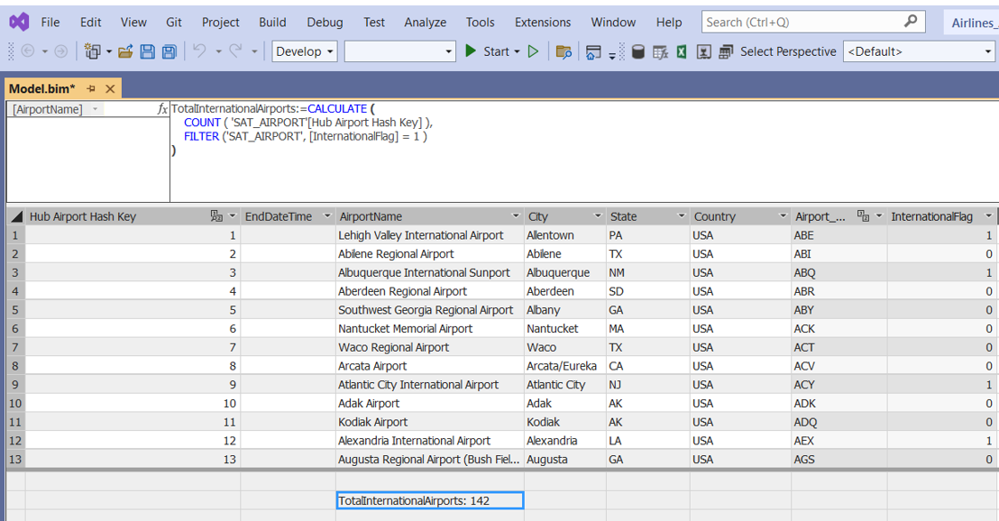 File Edit View Git Project Build Debug Test Analyze Tools Extensions Window Help Search (Ctrl+Q) Airlines_
Develop Start Select Perspective <Default>
Model.bim*
[AirportName] fx TotalInternationalAirports:=CALCULATE (
COUNT ( 'SAT_AIRPORT'[Hub Airport Hash Key] ),
FILTER ('SAT_AIRPORT', [InternationalFlag] = 1 )
)
Hub Airport Hash Key EndDateTime AirportName City State Country Airport_... InternationalFlag
1 1 Lehigh Valley International Airport Allentown PA USA ABE 1
2 2 Abilene Regional Airport Abilene TX USA ABI 0
3 3 Albuquerque International Sunport Albuquerque NM USA ABQ 1
4 4 Aberdeen Regional Airport Aberdeen SD USA ABR 0
5 5 Southwest Georgia Regional Airport Albany GA USA ABY 0
6 6 Nantucket Memorial Airport Nantucket MA USA ACK 0
7 7 Waco Regional Airport Waco TX USA ACT 0
8 8 Arcata Airport Arcata/Eureka CA USA ACV 0
9 9 Atlantic City International Airport Atlantic City NJ USA ACY 1
10 10 Adak Airport Adak AK USA ADK 0
11 11 Kodiak Airport Kodiak AK USA ADQ 0
12 12 Alexandria International Airport Alexandria LA USA AEX 1
13 13 Augusta Regional Airport (Bush Fiel... Augusta GA USA AGS 0
TotalInternationalAirports: 142